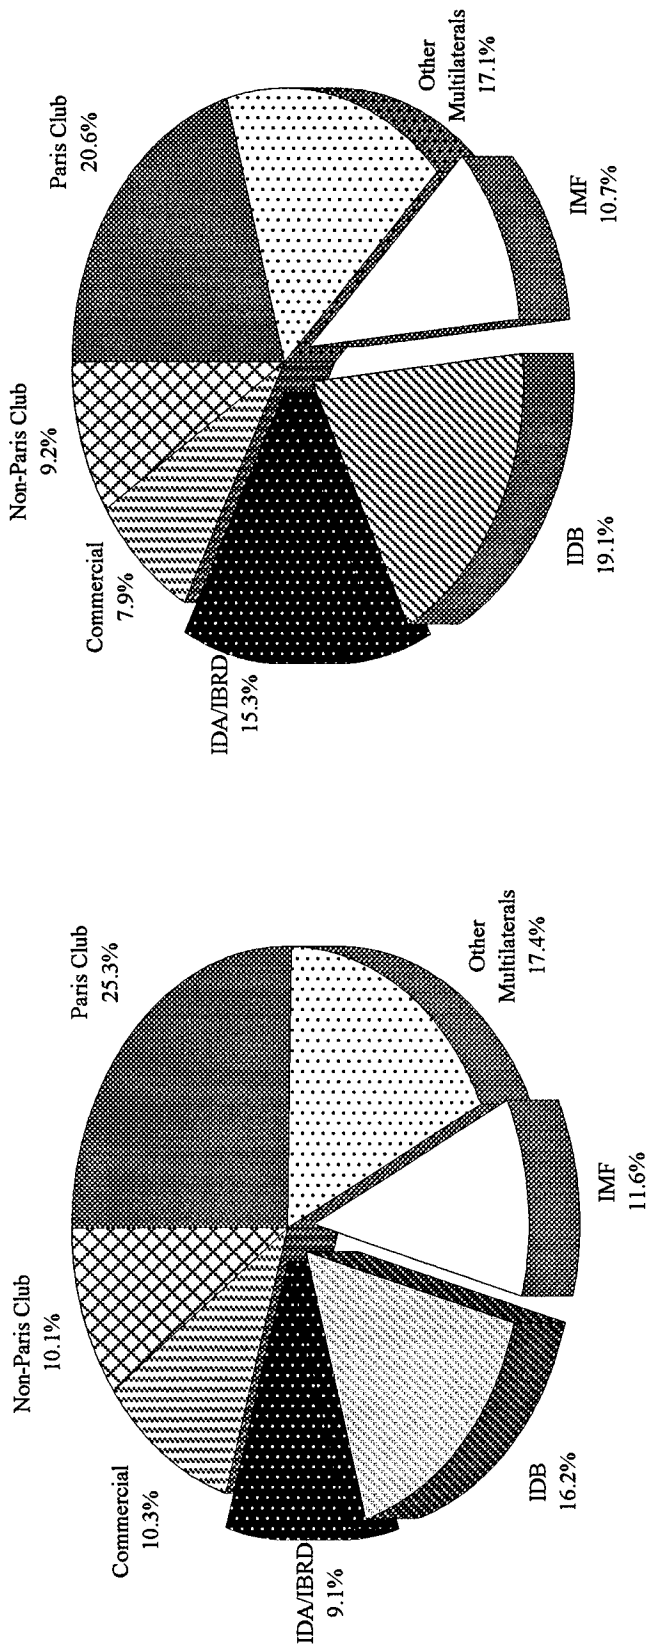 Non-Paris Club
10.1%
Paris Club
25.3%
Commercial
10.3%
IDA/IBRD
9.1%
Other
Multilaterals
17.4%
IDB
16.2%
IMF
11.6%
Non-Paris Club
9.2%
Paris Club
20.6%
Commercial
7.9%
IDA/IBRD
15.3%
Other
Multilaterals
17.1%
IDB
19.1%
IMF
10.7%